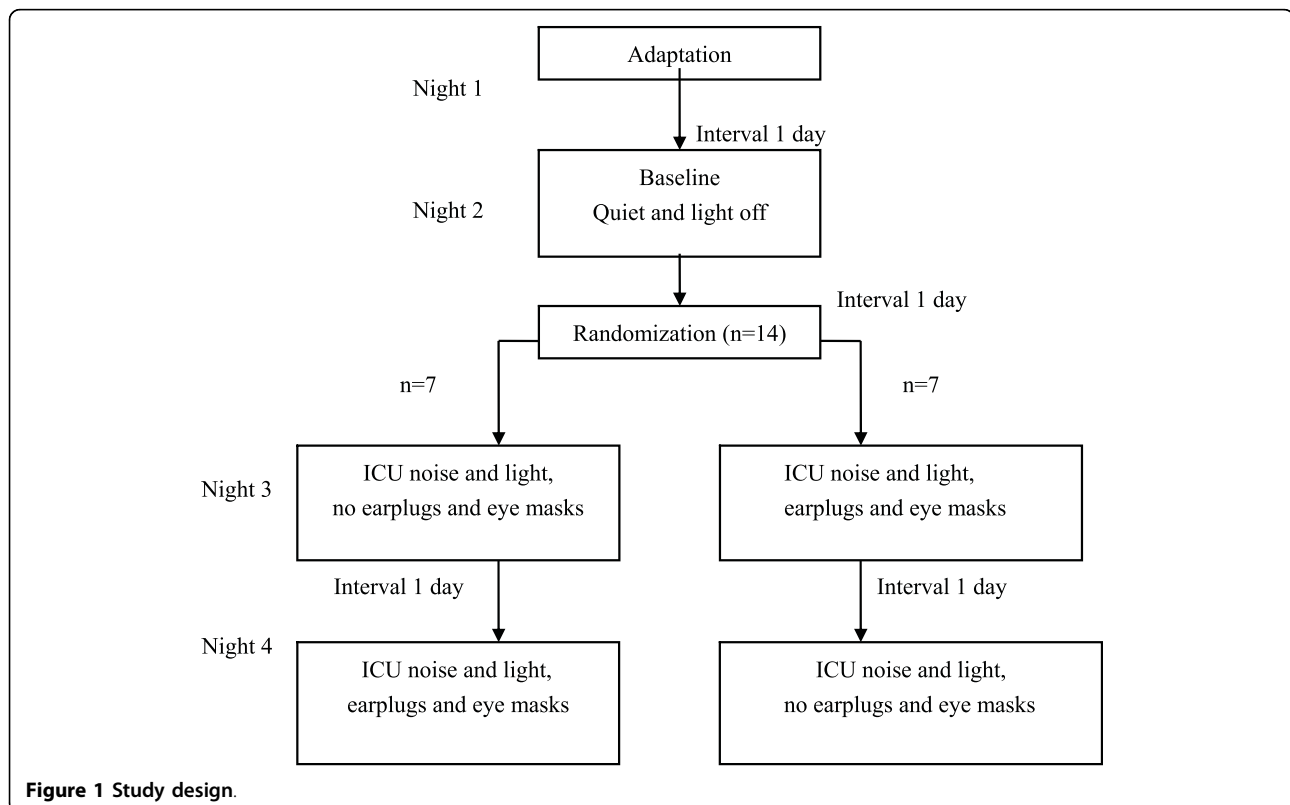 Adaptation
Night 1
Interval 1 day
Baseline
Night 2
Quiet and light off
Interval 1 day
Randomization (n=14)
n=7
n=7
ICU noise and light,
no earplugs and eye masks
Night 3
ICU noise and light,
earplugs and eye masks
Interval 1 day
Interval 1 day
Night 4
ICU noise and light,
earplugs and eye masks
ICU noise and light,
no earplugs and eye masks
Figure 1 Study design.